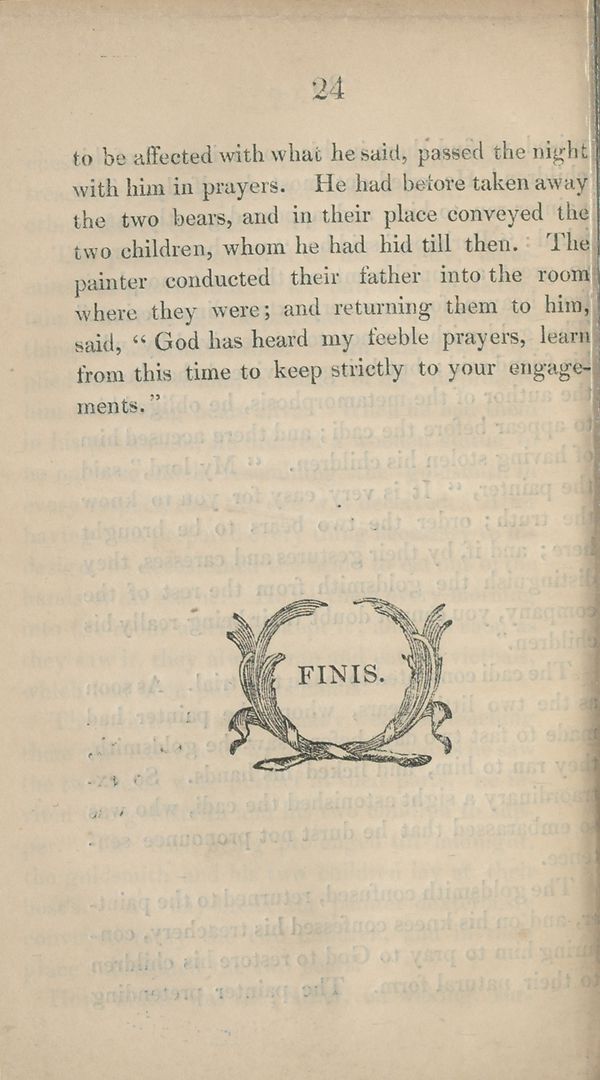 24
to be affected with what he said, passed the night
with him in prayers. He had before taken away
the two bears, and in their place conveyed the
two children, whom he had hid till then. The
painter conducted their father into the room
where they were; and returning them to him,
said, “ God has heard my feeble prayers, learn
from this time to keep strictly to your engage-
ments.”
FINIS.